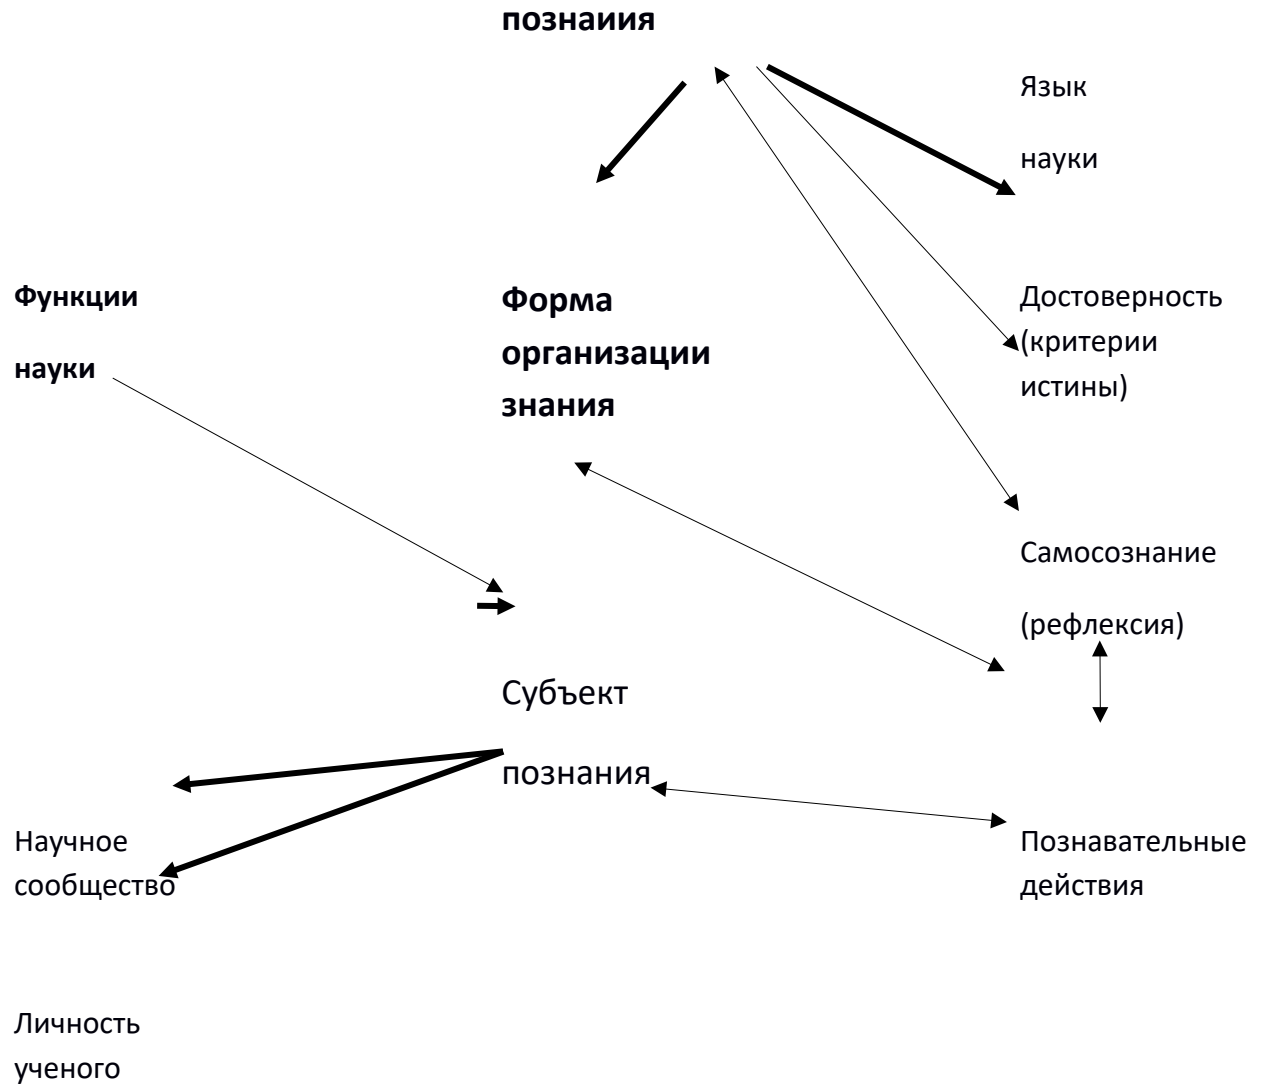 познаиия
Язык
науки
Функции
науки
Форма
организации
знания
Достоверность
(критерии
истины)
Самосознание
(рефлексия)
Субъект
познания
Научное
сообщество
Познавательные
действия
Личность
ученого